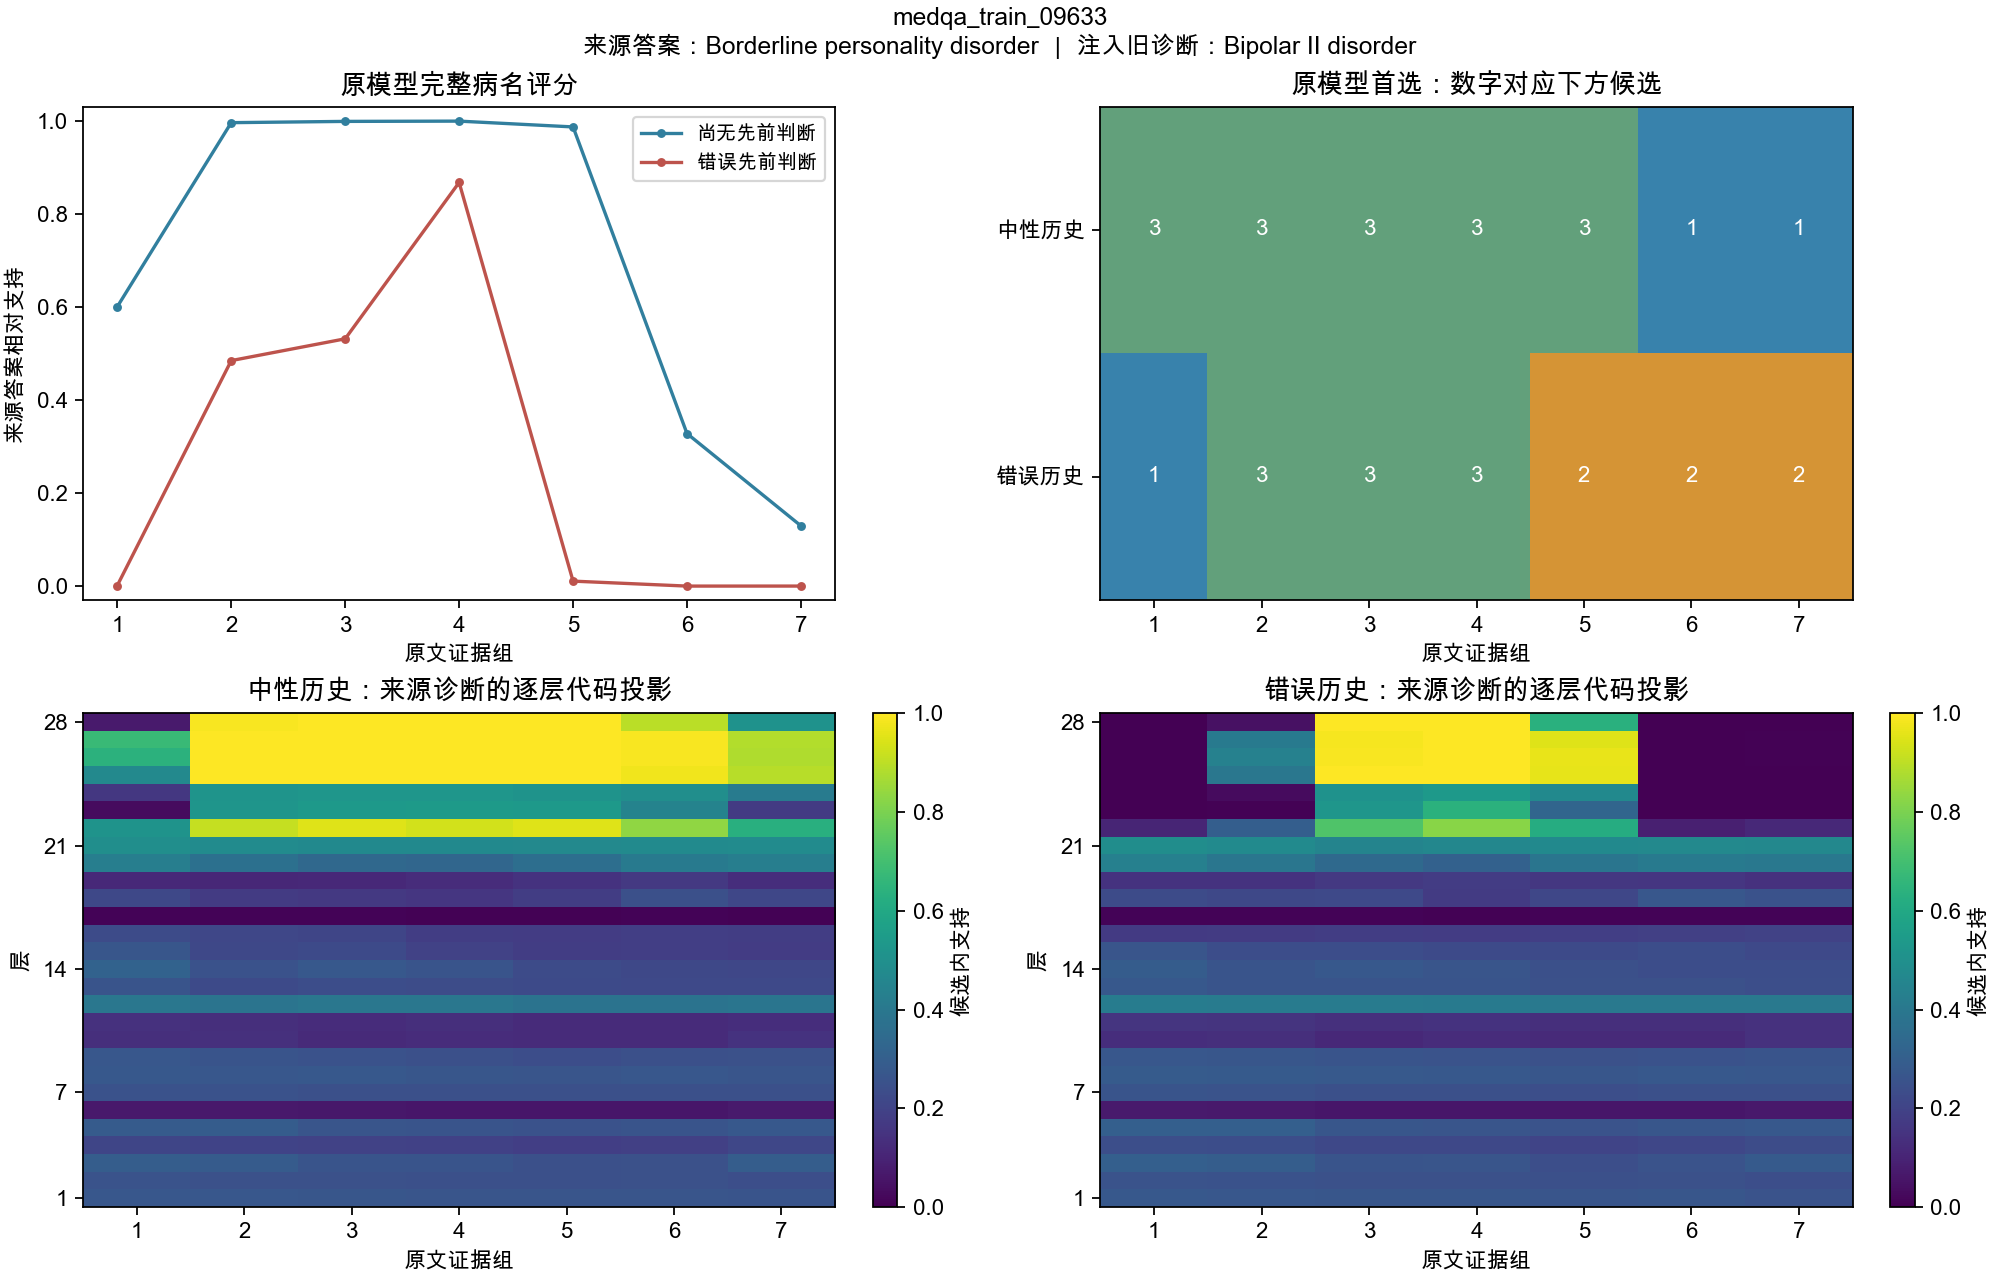 medqa_train_09633
来源答案：Borderline personality disorder | 注入旧诊断：Bipolar II disorder
原模型完整病名评分
1.0
0.8
0.6
0.4
0.2
0.0
来源答案相对支持
尚无先前判断
错误先前判断
1 2 3 4 5 6 7
原文证据组
原模型首选：数字对应下方候选
中性历史
3 3 3 3 3 1 1
错误历史
1 3 3 3 2 2 2
1 2 3 4 5 6 7
原文证据组
中性历史：来源诊断的逐层代码投影
28
21
14
7
1
层
1 2 3 4 5 6 7
原文证据组
1.0
0.8
0.6
0.4
0.2
0.0
候选内支持
错误历史：来源诊断的逐层代码投影
28
21
14
7
1
层
1 2 3 4 5 6 7
原文证据组
1.0
0.8
0.6
0.4
0.2
0.0
候选内支持